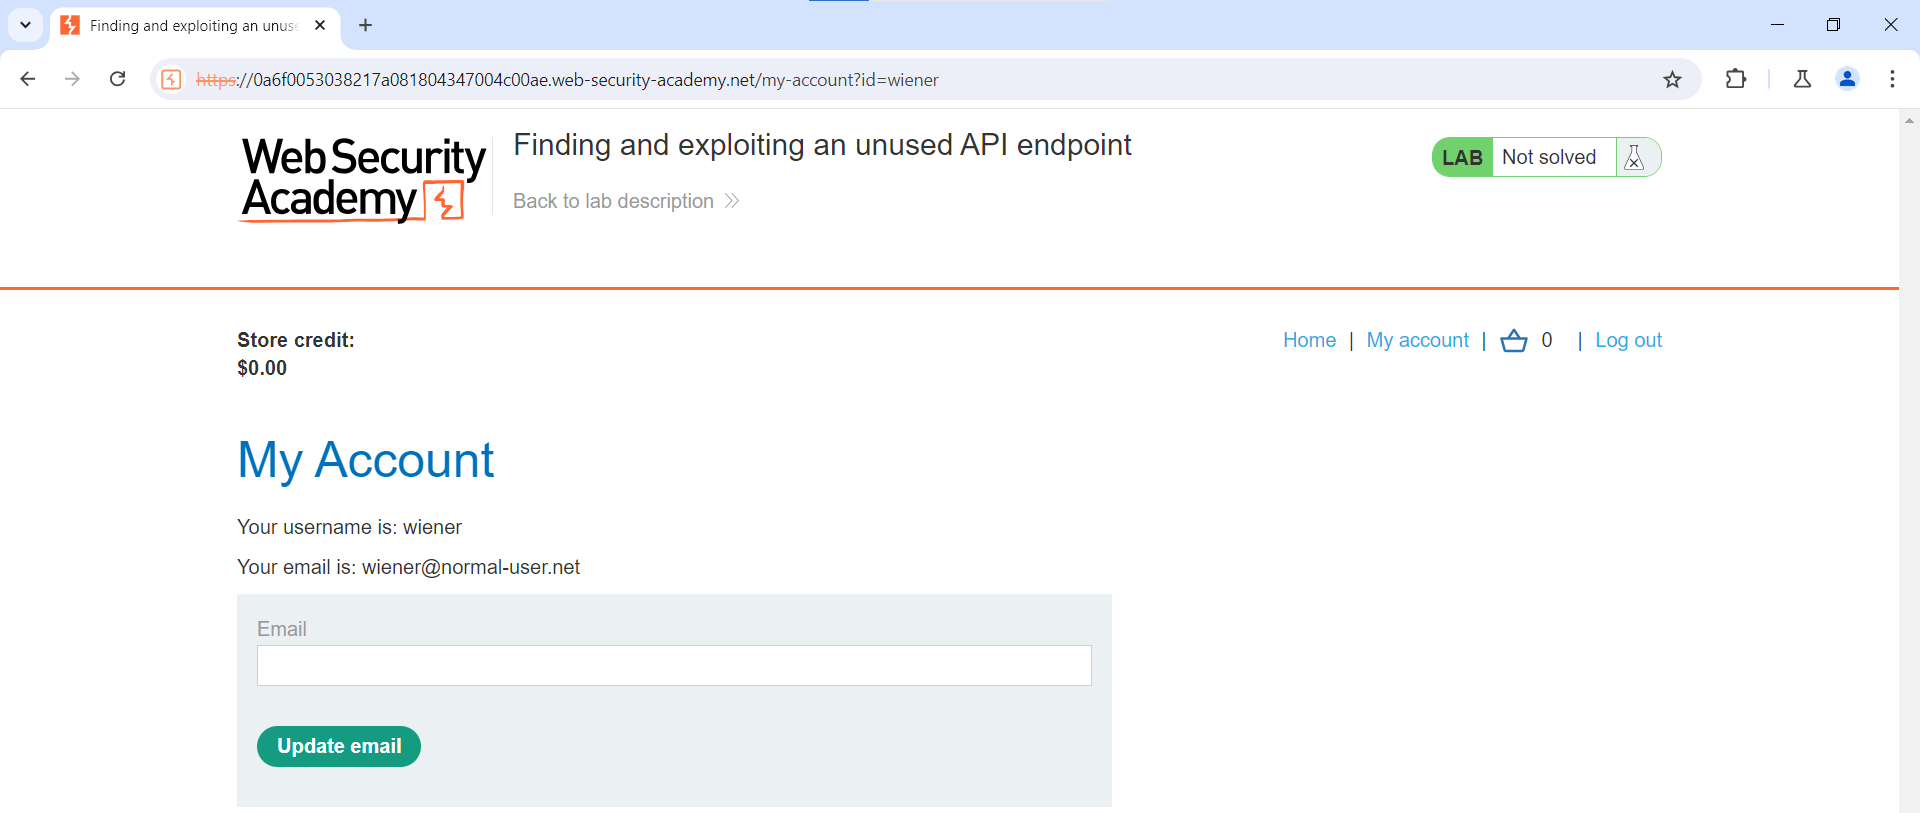 Finding and exploiting an unuse
https://0a6f0053038217a081804347004c00ae.web-security-academy.net/my-account?id=wiener
Web Security
Academy
Finding and exploiting an unused API endpoint
Back to lab description
LAB Not solved
Store credit:
$0.00
Home | My account | 0 | Log out
My Account
Your username is: wiener
Your email is: wiener@normal-user.net
Email
Update email